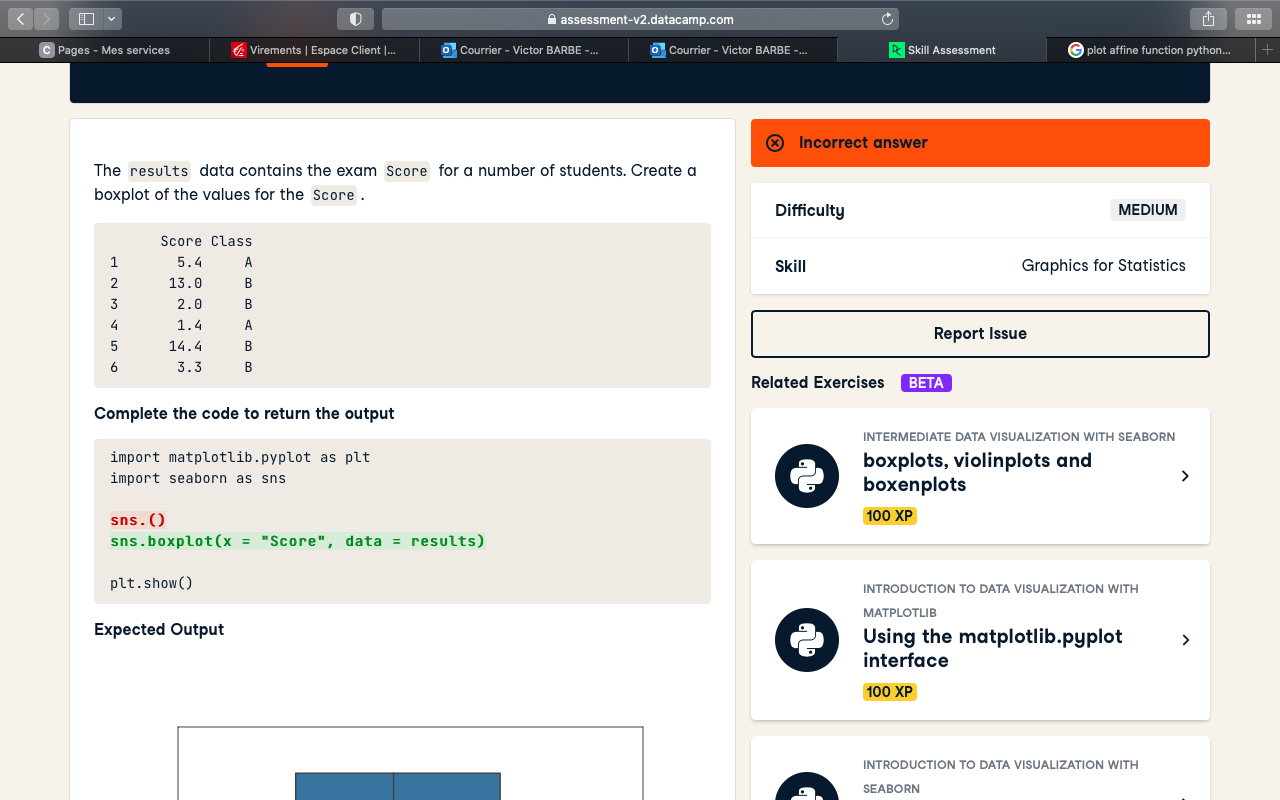 assessment-v2.datacamp.com
C Pages - Mes services
Virements | Espace Client |...
Courrier - Victor BARBE -...
Courrier - Victor BARBE -...
Skill Assessment
plot affine function python...
The results data contains the exam Score for a number of students. Create a
boxplot of the values for the Score.
Score Class
1 5.4 A
2 13.0 B
3 2.0 B
4 1.4 A
5 14.4 B
6 3.3 B
Complete the code to return the output
import matplotlib.pyplot as plt
import seaborn as sns
sns.()
sns.boxplot(x = "Score", data = results)
plt.show()
Expected Output
Incorrect answer
Difficulty MEDIUM
Skill Graphics for Statistics
Report Issue
Related Exercises BETA
INTERMEDIATE DATA VISUALIZATION WITH SEABORN
boxplots, violinplots and
boxenplots
100 XP
INTRODUCTION TO DATA VISUALIZATION WITH
MATPLOTLIB
Using the matplotlib.pyplot
interface
100 XP
INTRODUCTION TO DATA VISUALIZATION WITH
SEABORN